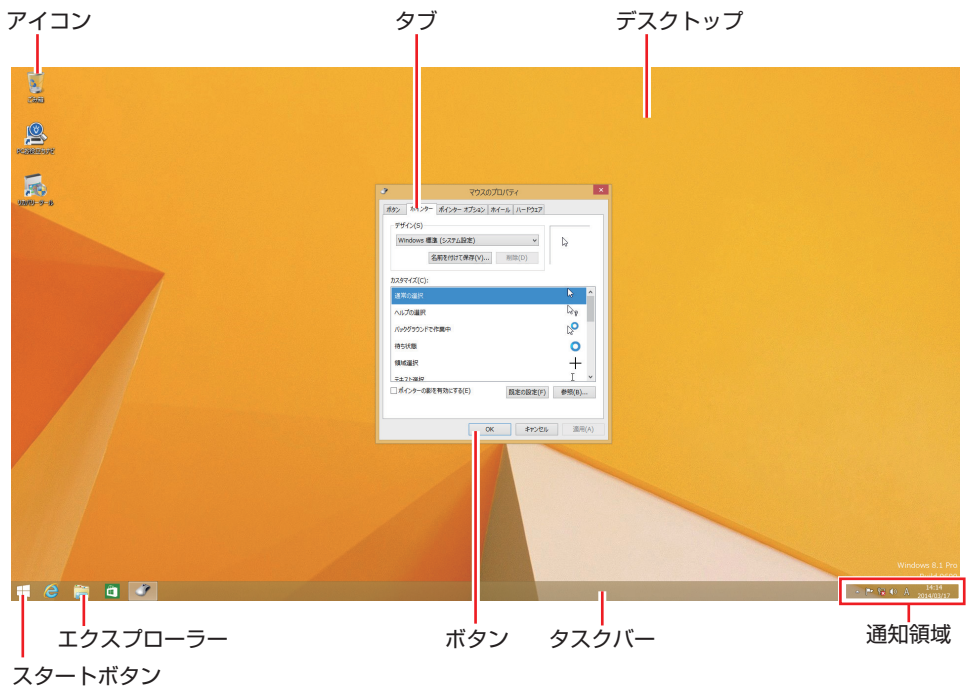 アイコン
タブ
デスクトップ
ごみ箱
マウスのプロパティ
ボタン
ポインター
ポインター オプション
ホイール
ハードウェア
デザイン(S)
Windows 標準 (システム設定)
名前を付けて保存(V)...
削除(D)
カスタマイズ(C):
通常の選択
ヘルプの選択
バックグラウンドで作業中
待ち状態
領域選択
テキスト選択
ポインターの影を有効にする(E)
既定の設定(F)
参照(B)...
OK
キャンセル
適用(A)
Windows 8.1 Pro
A
14:14
2014/03/17
エクスプローラー
ボタン
タスクバー
通知領域
スタートボタン